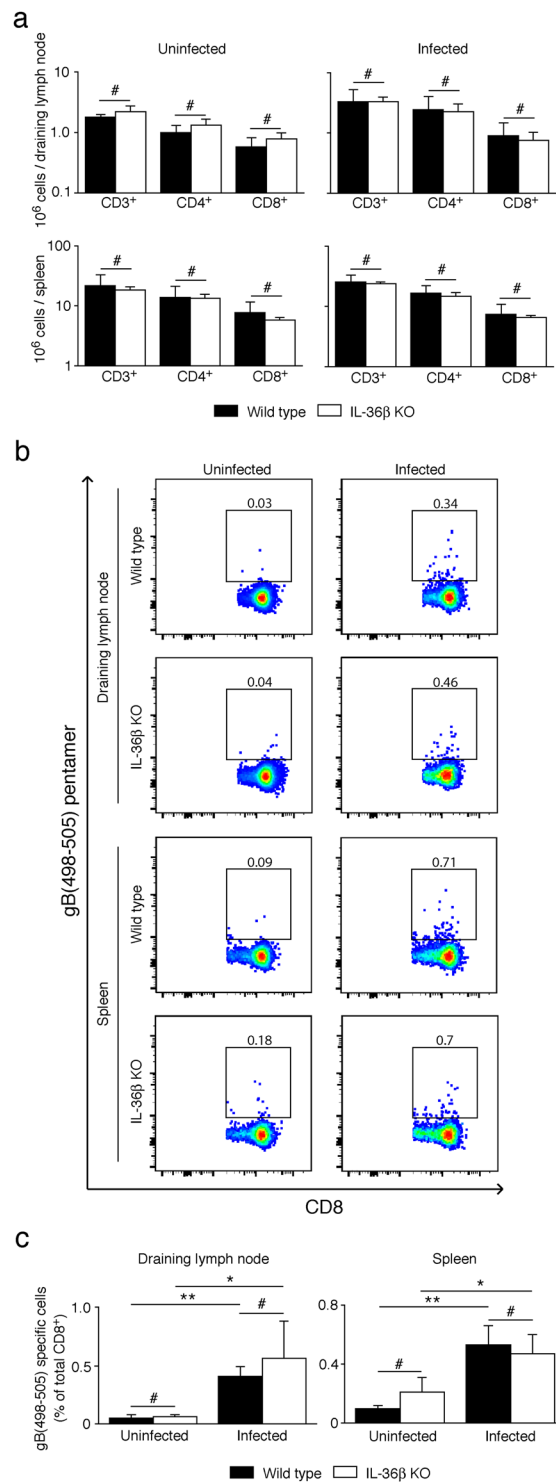 a
Uninfected
Infected
10⁶ cells / draining lymph node
10
1.0
0.1
#
#
#
#
#
#
CD3⁺
CD4⁺
CD8⁺
CD3⁺
CD4⁺
CD8⁺
10⁶ cells / spleen
100
10
1
#
#
#
#
#
#
CD3⁺
CD4⁺
CD8⁺
CD3⁺
CD4⁺
CD8⁺
Wild type
IL-36β KO
b
Uninfected
Infected
gB(498-505) pentamer
Draining lymph node
Wild type
0.03
0.34
IL-36β KO
0.04
0.46
Spleen
Wild type
0.09
0.71
IL-36β KO
0.18
0.7
CD8
c
Draining lymph node
Spleen
gB(498-505) specific cells
(% of total CD8⁺)
1.0
0.5
0
*
**
#
#
Uninfected
Infected
0.8
0.4
0
*
**
#
#
Uninfected
Infected
Wild type
IL-36β KO